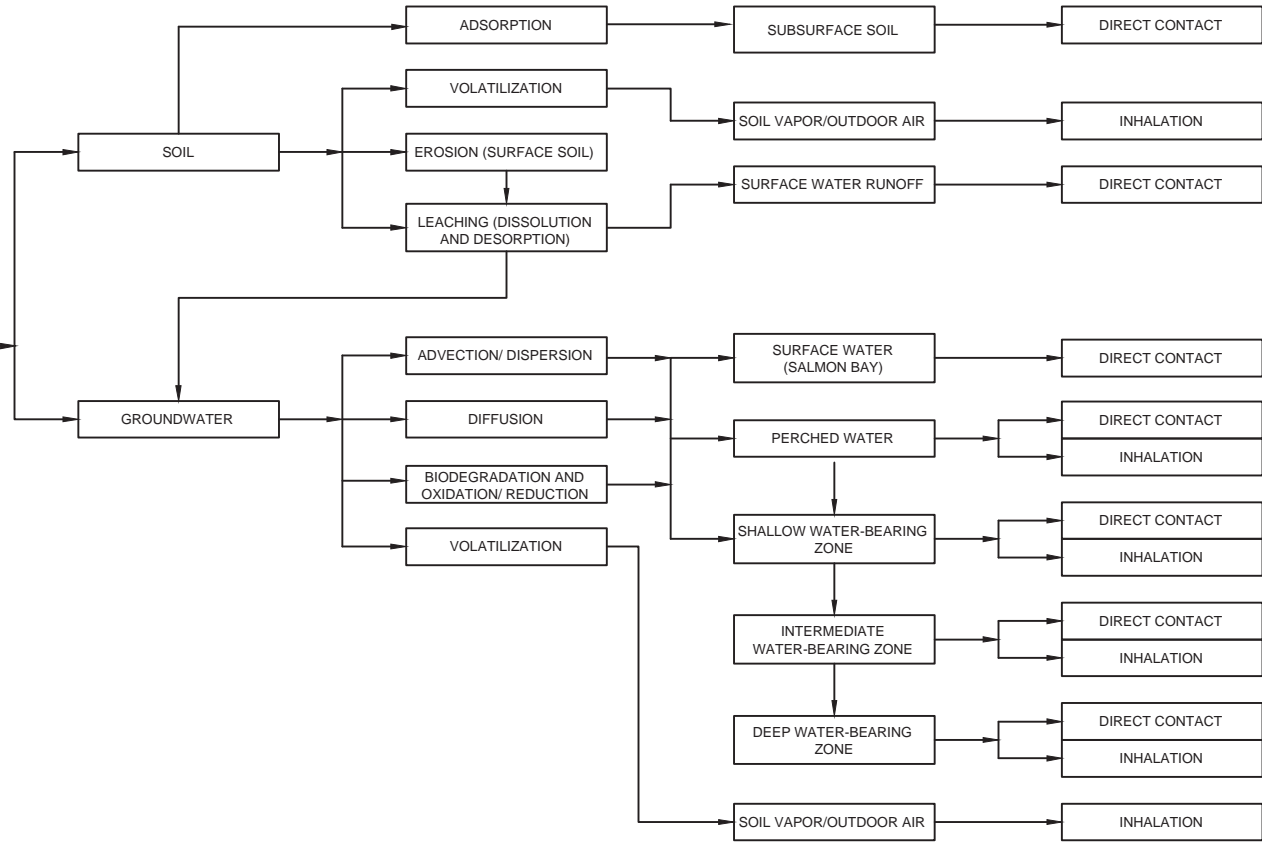 ADSORPTION
SUBSURFACE SOIL
DIRECT CONTACT
VOLATILIZATION
SOIL VAPOR/OUTDOOR AIR
INHALATION
SOIL
EROSION (SURFACE SOIL)
SURFACE WATER RUNOFF
DIRECT CONTACT
LEACHING (DISSOLUTION
AND DESORPTION)
ADVECTION/ DISPERSION
SURFACE WATER
(SALMON BAY)
DIRECT CONTACT
GROUNDWATER
DIFFUSION
PERCHED WATER
DIRECT CONTACT
INHALATION
BIODEGRADATION AND
OXIDATION/ REDUCTION
VOLATILIZATION
SHALLOW WATER-BEARING
ZONE
DIRECT CONTACT
INHALATION
INTERMEDIATE
WATER-BEARING ZONE
DIRECT CONTACT
INHALATION
DEEP WATER-BEARING
ZONE
DIRECT CONTACT
INHALATION
SOIL VAPOR/OUTDOOR AIR
INHALATION